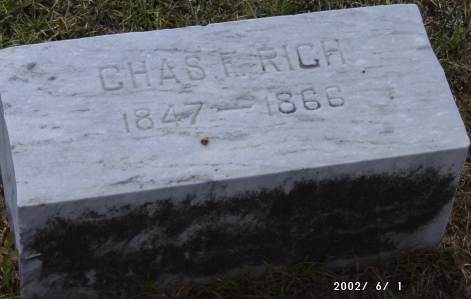 CHAS. F. RICH
1847 — 1866
2002/ 6/ 1